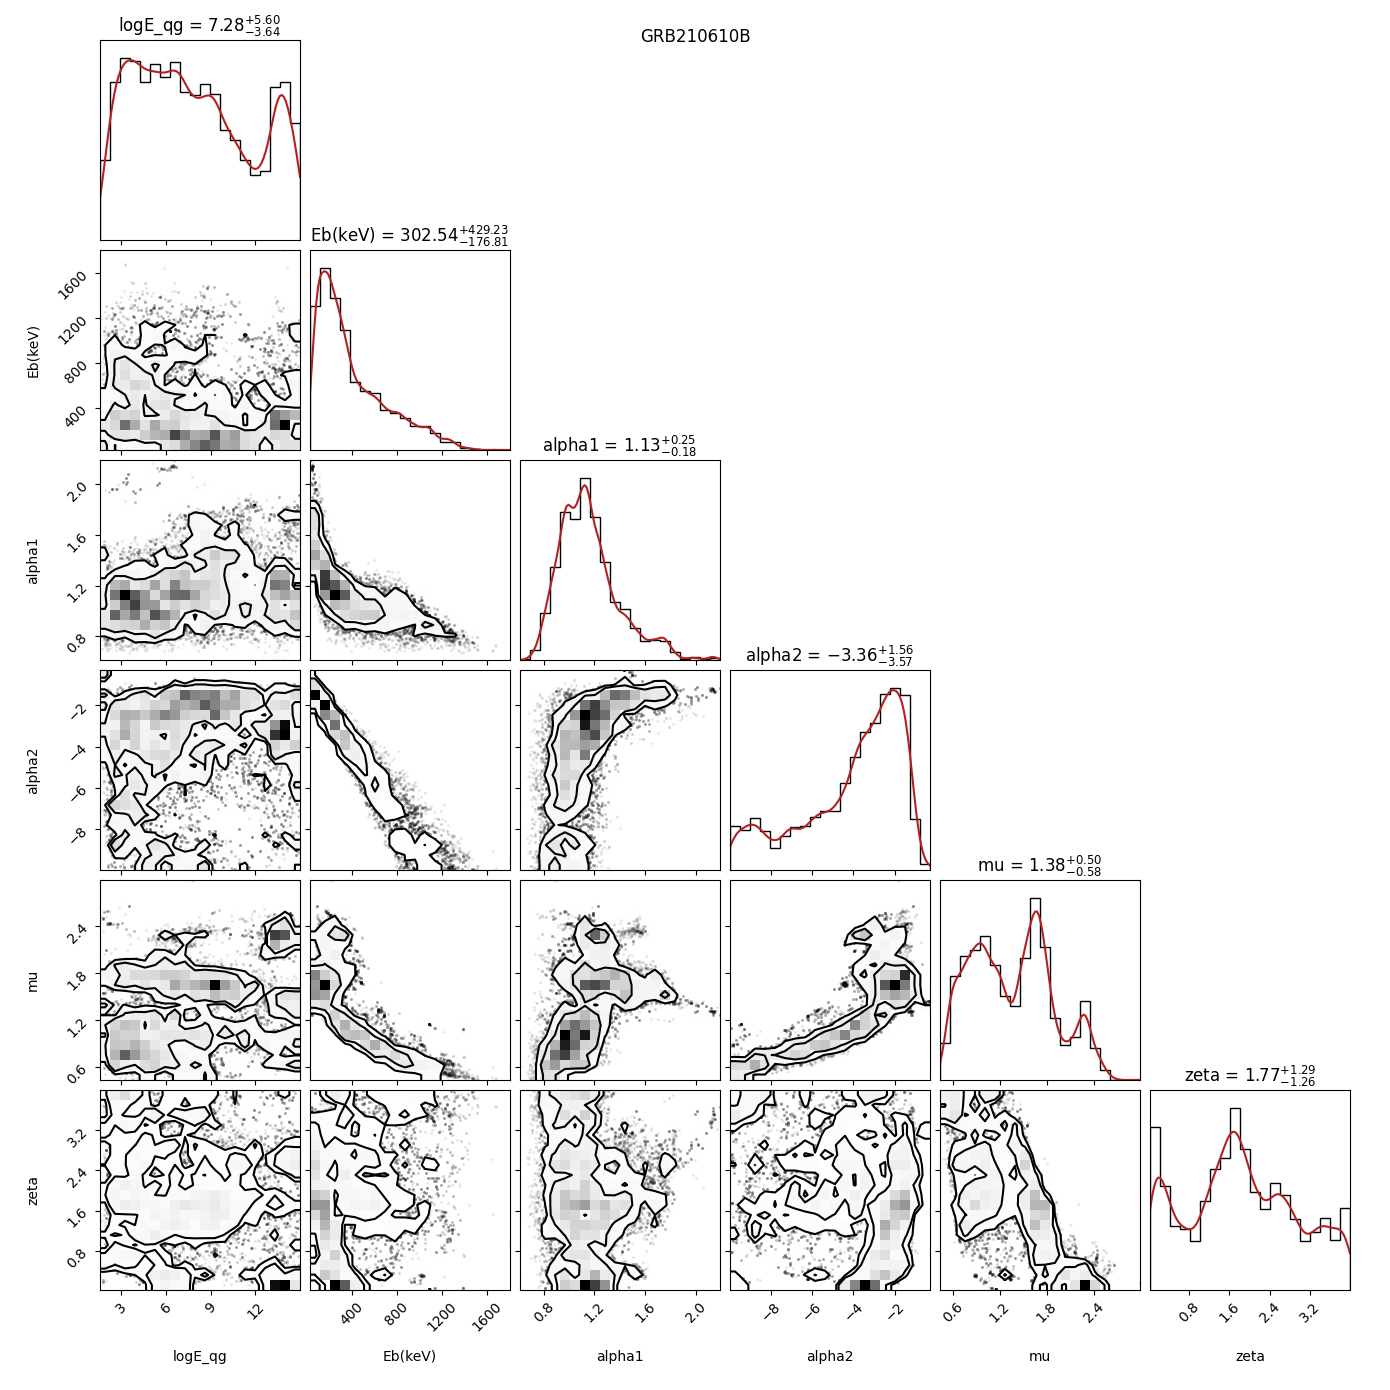 logE_qg = 7.28+5.60−3.64
GRB210610B
Eb(keV) = 302.54+429.23−176.81
1600
1200
800
400
Eb(keV)
alpha1 = 1.13+0.25−0.18
2.0
1.6
1.2
0.8
alpha1
alpha2 = −3.36+1.56−3.57
−2
−4
−6
−8
alpha2
mu = 1.38+0.50−0.58
2.4
1.8
1.2
0.6
mu
zeta = 1.77+1.29−1.26
3.2
2.4
1.6
0.8
zeta
3 6 9 12
400 800 1200 1600
0.8 1.2 1.6 2.0
−8 −6 −4 −2
0.6 1.2 1.8 2.4
0.8 1.6 2.4 3.2
logE_qg Eb(keV) alpha1 alpha2 mu zeta